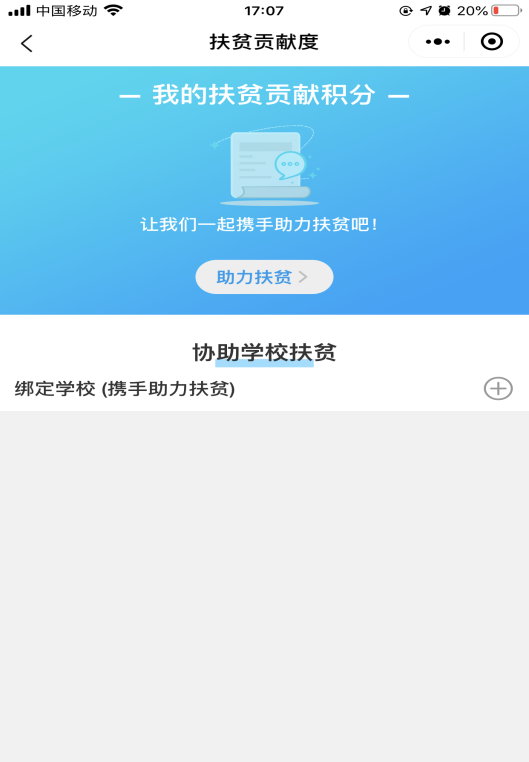 中国移动 17:07 20%
扶贫贡献度
— 我的扶贫贡献积分 —
让我们一起携手助力扶贫吧！
助力扶贫 >
协助学校扶贫
绑定学校 (携手助力扶贫)